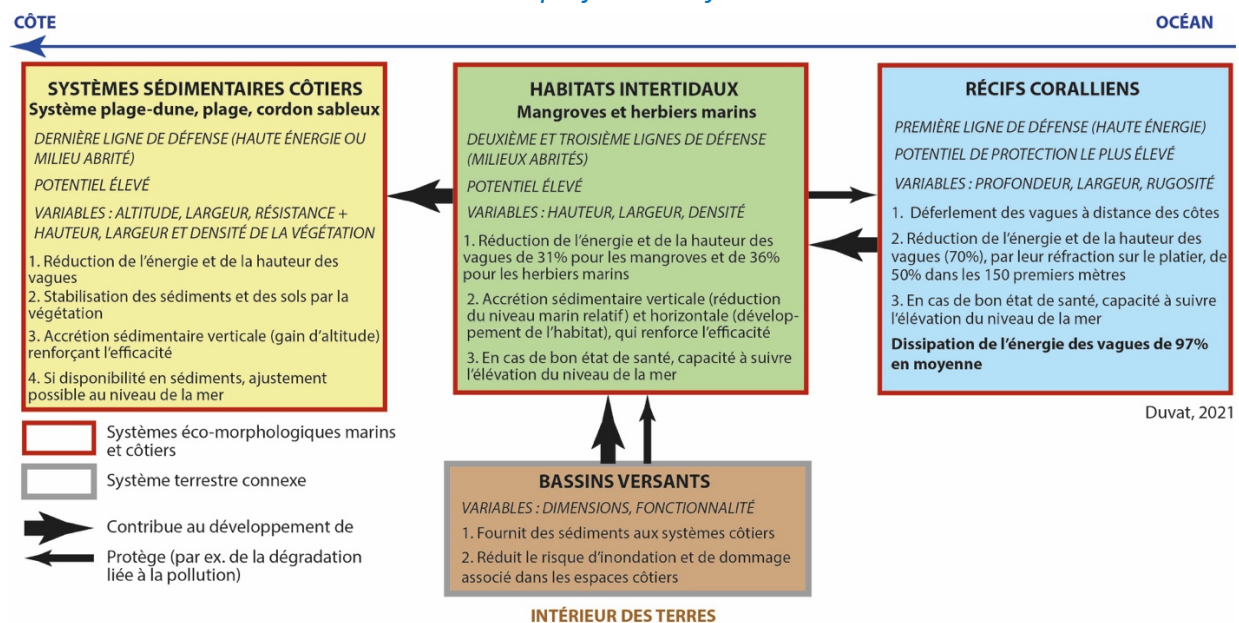 CÔTE
OCÉAN
SYSTÈMES SÉDIMENTAIRES CÔTIERS
Système plage-dune, plage, cordon sableux
DERNIÈRE LIGNE DE DÉFENSE (HAUTE ÉNERGIE OU
MILIEU ABRITÉ)
POTENTIEL ÉLEVÉ
VARIABLES : ALTITUDE, LARGEUR, RÉSISTANCE +
HAUTEUR, LARGEUR ET DENSITÉ DE LA VÉGÉTATION
1. Réduction de l'énergie et de la hauteur des
vagues
2. Stabilisation des sédiments et des sols par la
végétation
3. Accrétion sédimentaire verticale (gain d'altitude)
renforçant l'efficacité
4. Si disponibilité en sédiments, ajustement
possible au niveau de la mer
HABITATS INTERTIDAUX
Mangroves et herbiers marins
DEUXIÈME ET TROISIÈME LIGNES DE DÉFENSE
(MILIEUX ABRITÉS)
POTENTIEL ÉLEVÉ
VARIABLES : HAUTEUR, LARGEUR, DENSITÉ
1. Réduction de l'énergie et de la hauteur des
vagues de 31% pour les mangroves et de 36%
pour les herbiers marins
2. Accrétion sédimentaire verticale (réduction
du niveau marin relatif) et horizontale (dévelop-
pement de l'habitat), qui renforce l'efficacité
3. En cas de bon état de santé, capacité à suivre
l'élévation du niveau de la mer
RÉCIFS CORALLIENS
PREMIÈRE LIGNE DE DÉFENSE (HAUTE ÉNERGIE)
POTENTIEL DE PROTECTION LE PLUS ÉLEVÉ
VARIABLES : PROFONDEUR, LARGEUR, RUGOSITÉ
1. Déferlement des vagues à distance des côtes
2. Réduction de l'énergie et de la hauteur des
vagues (70%), par leur réfraction sur le platier, de
50% dans les 150 premiers mètres
3. En cas de bon état de santé, capacité à suivre
l'élévation du niveau de la mer
Dissipation de l'énergie des vagues de 97%
en moyenne
Duvat, 2021
Systèmes éco-morphologiques marins
et côtiers
Système terrestre connexe
Contribue au développement de
Protège (par ex. de la dégradation
liée à la pollution)
BASSINS VERSANTS
VARIABLES : DIMENSIONS, FONCTIONNALITÉ
1. Fournit des sédiments aux systèmes côtiers
2. Réduit le risque d'inondation et de dommage
associé dans les espaces côtiers
INTÉRIEUR DES TERRES